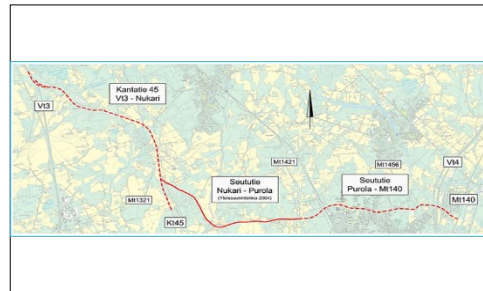 Kantatie 45
Vt3 - Nukari
Vt3
Mt1421
Mt1456
Vt4
Seututie
Nukari - Purola
Seututie
Purola - Mt140
Mt1321
Kt45
Mt140